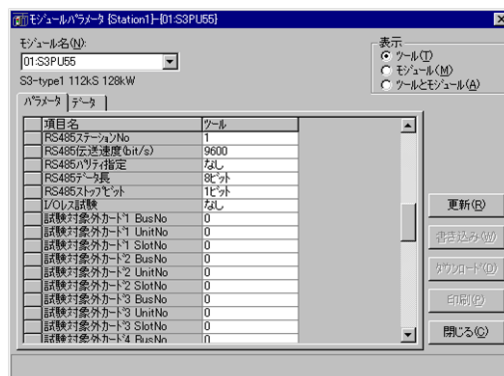 モジュールパラメータ {Station1}-{01:S3PU55}
モジュール名(N):
01:S3PU55
S3-type1 112kS 128kW
表示
ツール(T)
モジュール(M)
ツールとモジュール(A)
パラメータ データ
項目名 ツール
RS485ステーションNo 1
RS485伝送速度(bit/s) 9600
RS485パリティ指定 なし
RS485データ長 8ビット
RS485ストップビット 1ビット
I/Oレス試験 なし
試験対象外カード1 BusNo 0
試験対象外カード1 UnitNo 0
試験対象外カード1 SlotNo 0
試験対象外カード2 BusNo 0
試験対象外カード2 UnitNo 0
試験対象外カード2 SlotNo 0
試験対象外カード3 BusNo 0
試験対象外カード3 UnitNo 0
試験対象外カード3 SlotNo 0
試験対象外カード4 BusNo 0
更新(R)
書き込み(W)
ダウンロード(D)
印刷(P)
閉じる(C)